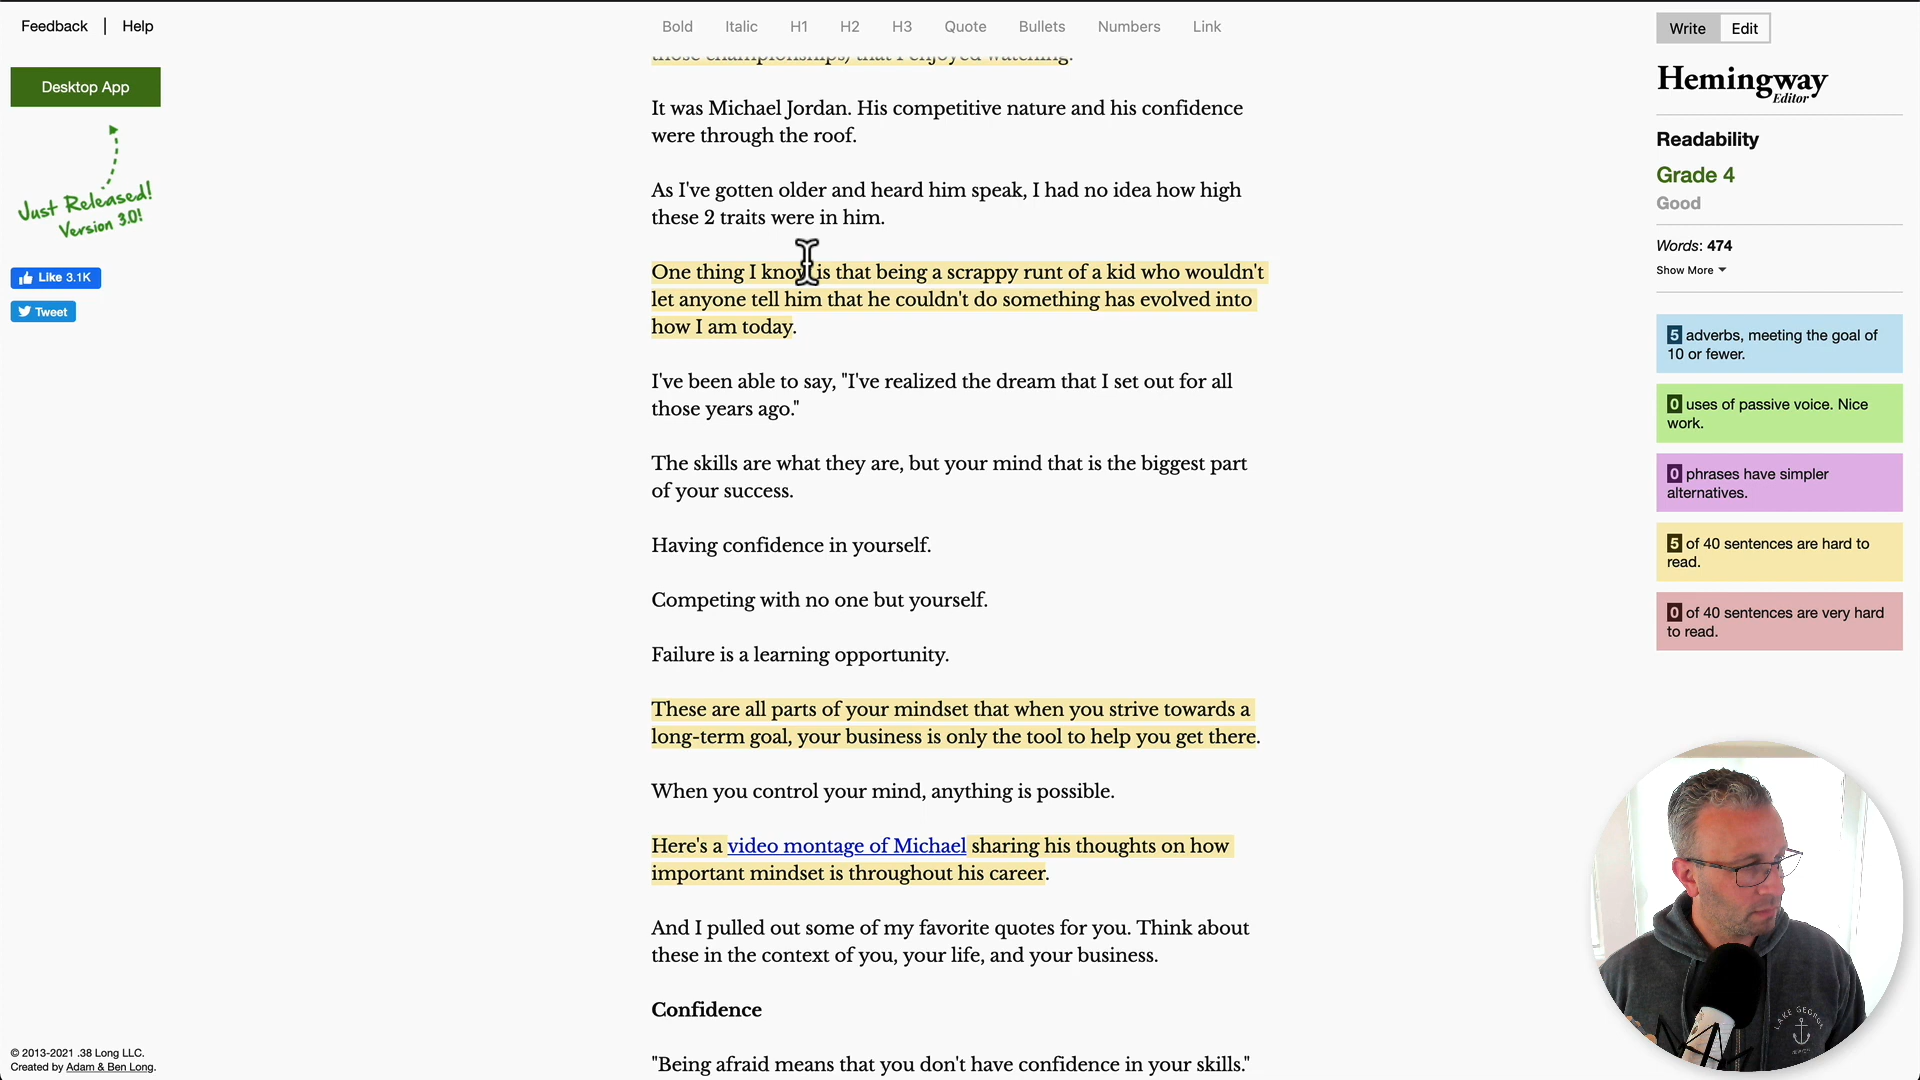 Feedback | Help
Bold Italic H1 H2 H3 Quote Bullets Numbers Link
Write Edit
Desktop App
Just Released!
Version 3.0!
Like 3.1K
Tweet
those championships) that I enjoyed watching.
It was Michael Jordan. His competitive nature and his confidence
were through the roof.
As I've gotten older and heard him speak, I had no idea how high
these 2 traits were in him.
One thing I know is that being a scrappy runt of a kid who wouldn't
let anyone tell him that he couldn't do something has evolved into
how I am today.
I've been able to say, "I've realized the dream that I set out for all
those years ago."
The skills are what they are, but your mind that is the biggest part
of your success.
Having confidence in yourself.
Competing with no one but yourself.
Failure is a learning opportunity.
These are all parts of your mindset that when you strive towards a
long-term goal, your business is only the tool to help you get there.
When you control your mind, anything is possible.
Here's a video montage of Michael sharing his thoughts on how
important mindset is throughout his career.
And I pulled out some of my favorite quotes for you. Think about
these in the context of you, your life, and your business.
Confidence
"Being afraid means that you don't have confidence in your skills."
Hemingway
Editor
Readability
Grade 4
Good
Words: 474
Show More
5 adverbs, meeting the goal of
10 or fewer.
0 uses of passive voice. Nice
work.
0 phrases have simpler
alternatives.
5 of 40 sentences are hard to
read.
0 of 40 sentences are very hard
to read.
LAKE GEORGE
© 2013-2021 .38 Long LLC.
Created by Adam & Ben Long.